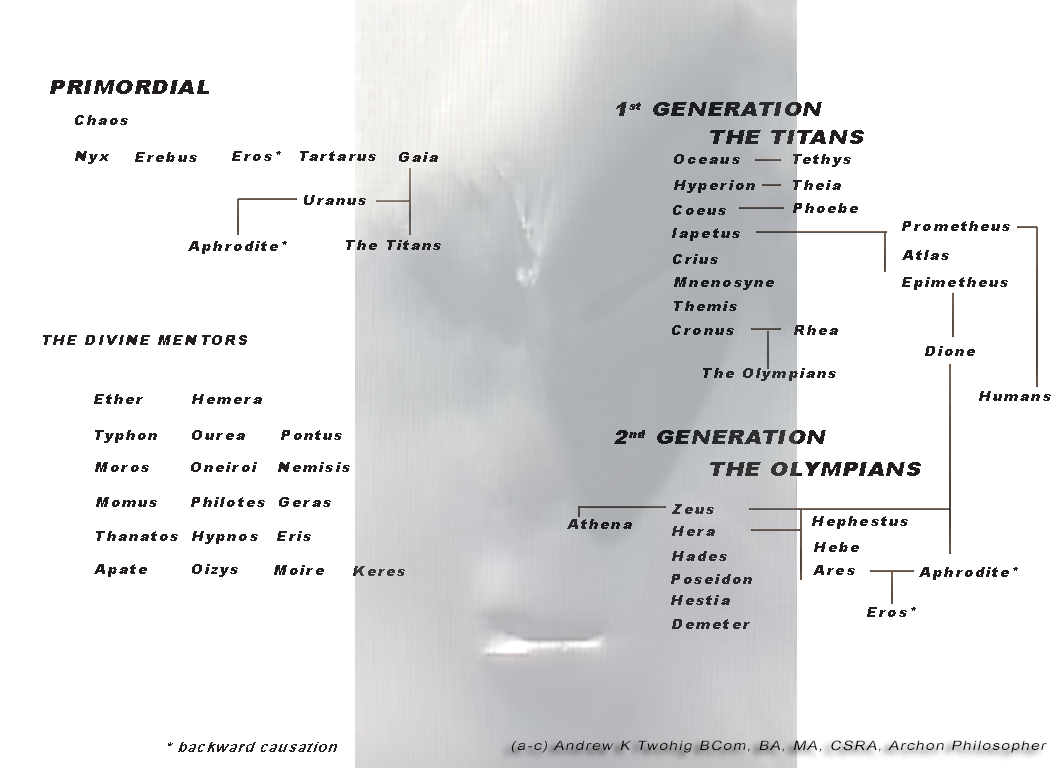 PRIMORDIAL
Chaos
Nyx Erebus Eros* Tartarus Gaia
Uranus
Aphrodite* The Titans
THE DIVINE MENTORS
Ether Hemera
Typhon Ourea Pontus
Moros Oneiroi Nemisis
Momus Philotes Geras
Thanatos Hypnos Eris
Apate Oizys Moire Keres
* backward causation
1st GENERATION
THE TITANS
Oceaus Tethys
Hyperion Theia
Coeus Phoebe
Iapetus Prometheus
Crius Atlas
Mnenosyne Epimetheus
Themis
Cronus Rhea
Dione
The Olympians
Humans
2nd GENERATION
THE OLYMPIANS
Athena Zeus Hephestus
Hera
Hades Hebe
Poseidon Ares Aphrodite*
Hestia
Eros*
Demeter
(a-c) Andrew K Twohig BCom, BA, MA, CSRA, Archon Philosopher